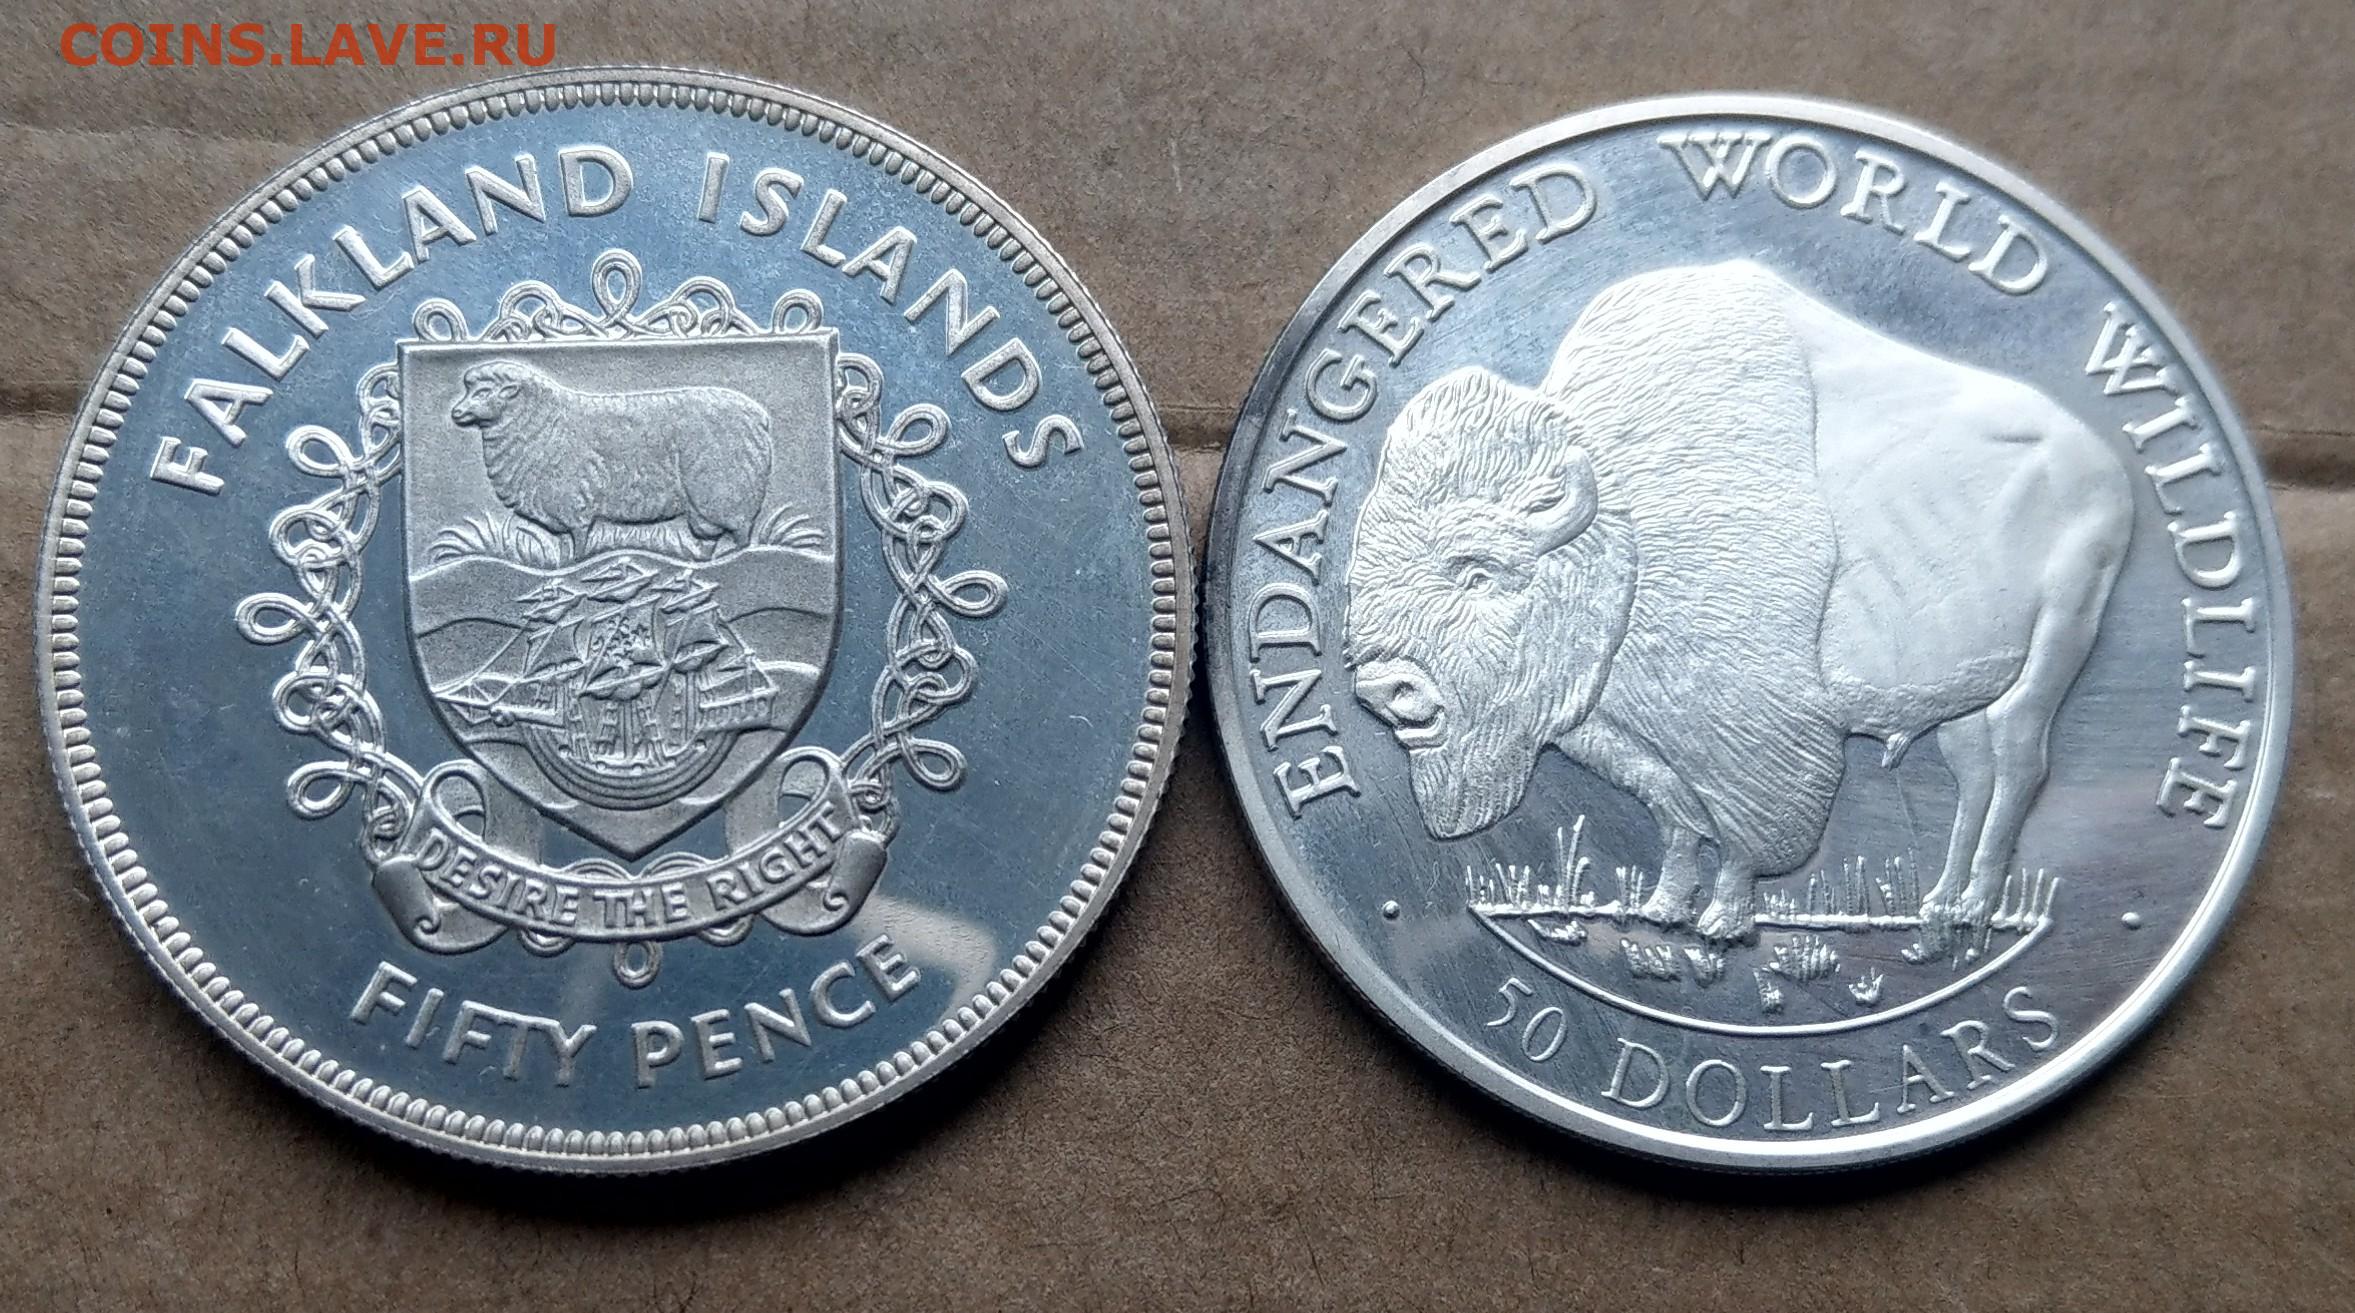 COINS.LAVE.RU
FALKLAND ISLANDS
DESIRE THE RIGHT
FIFTY PENCE
ENDANGERED WORLD WILDLIFE
• 50 DOLLARS •